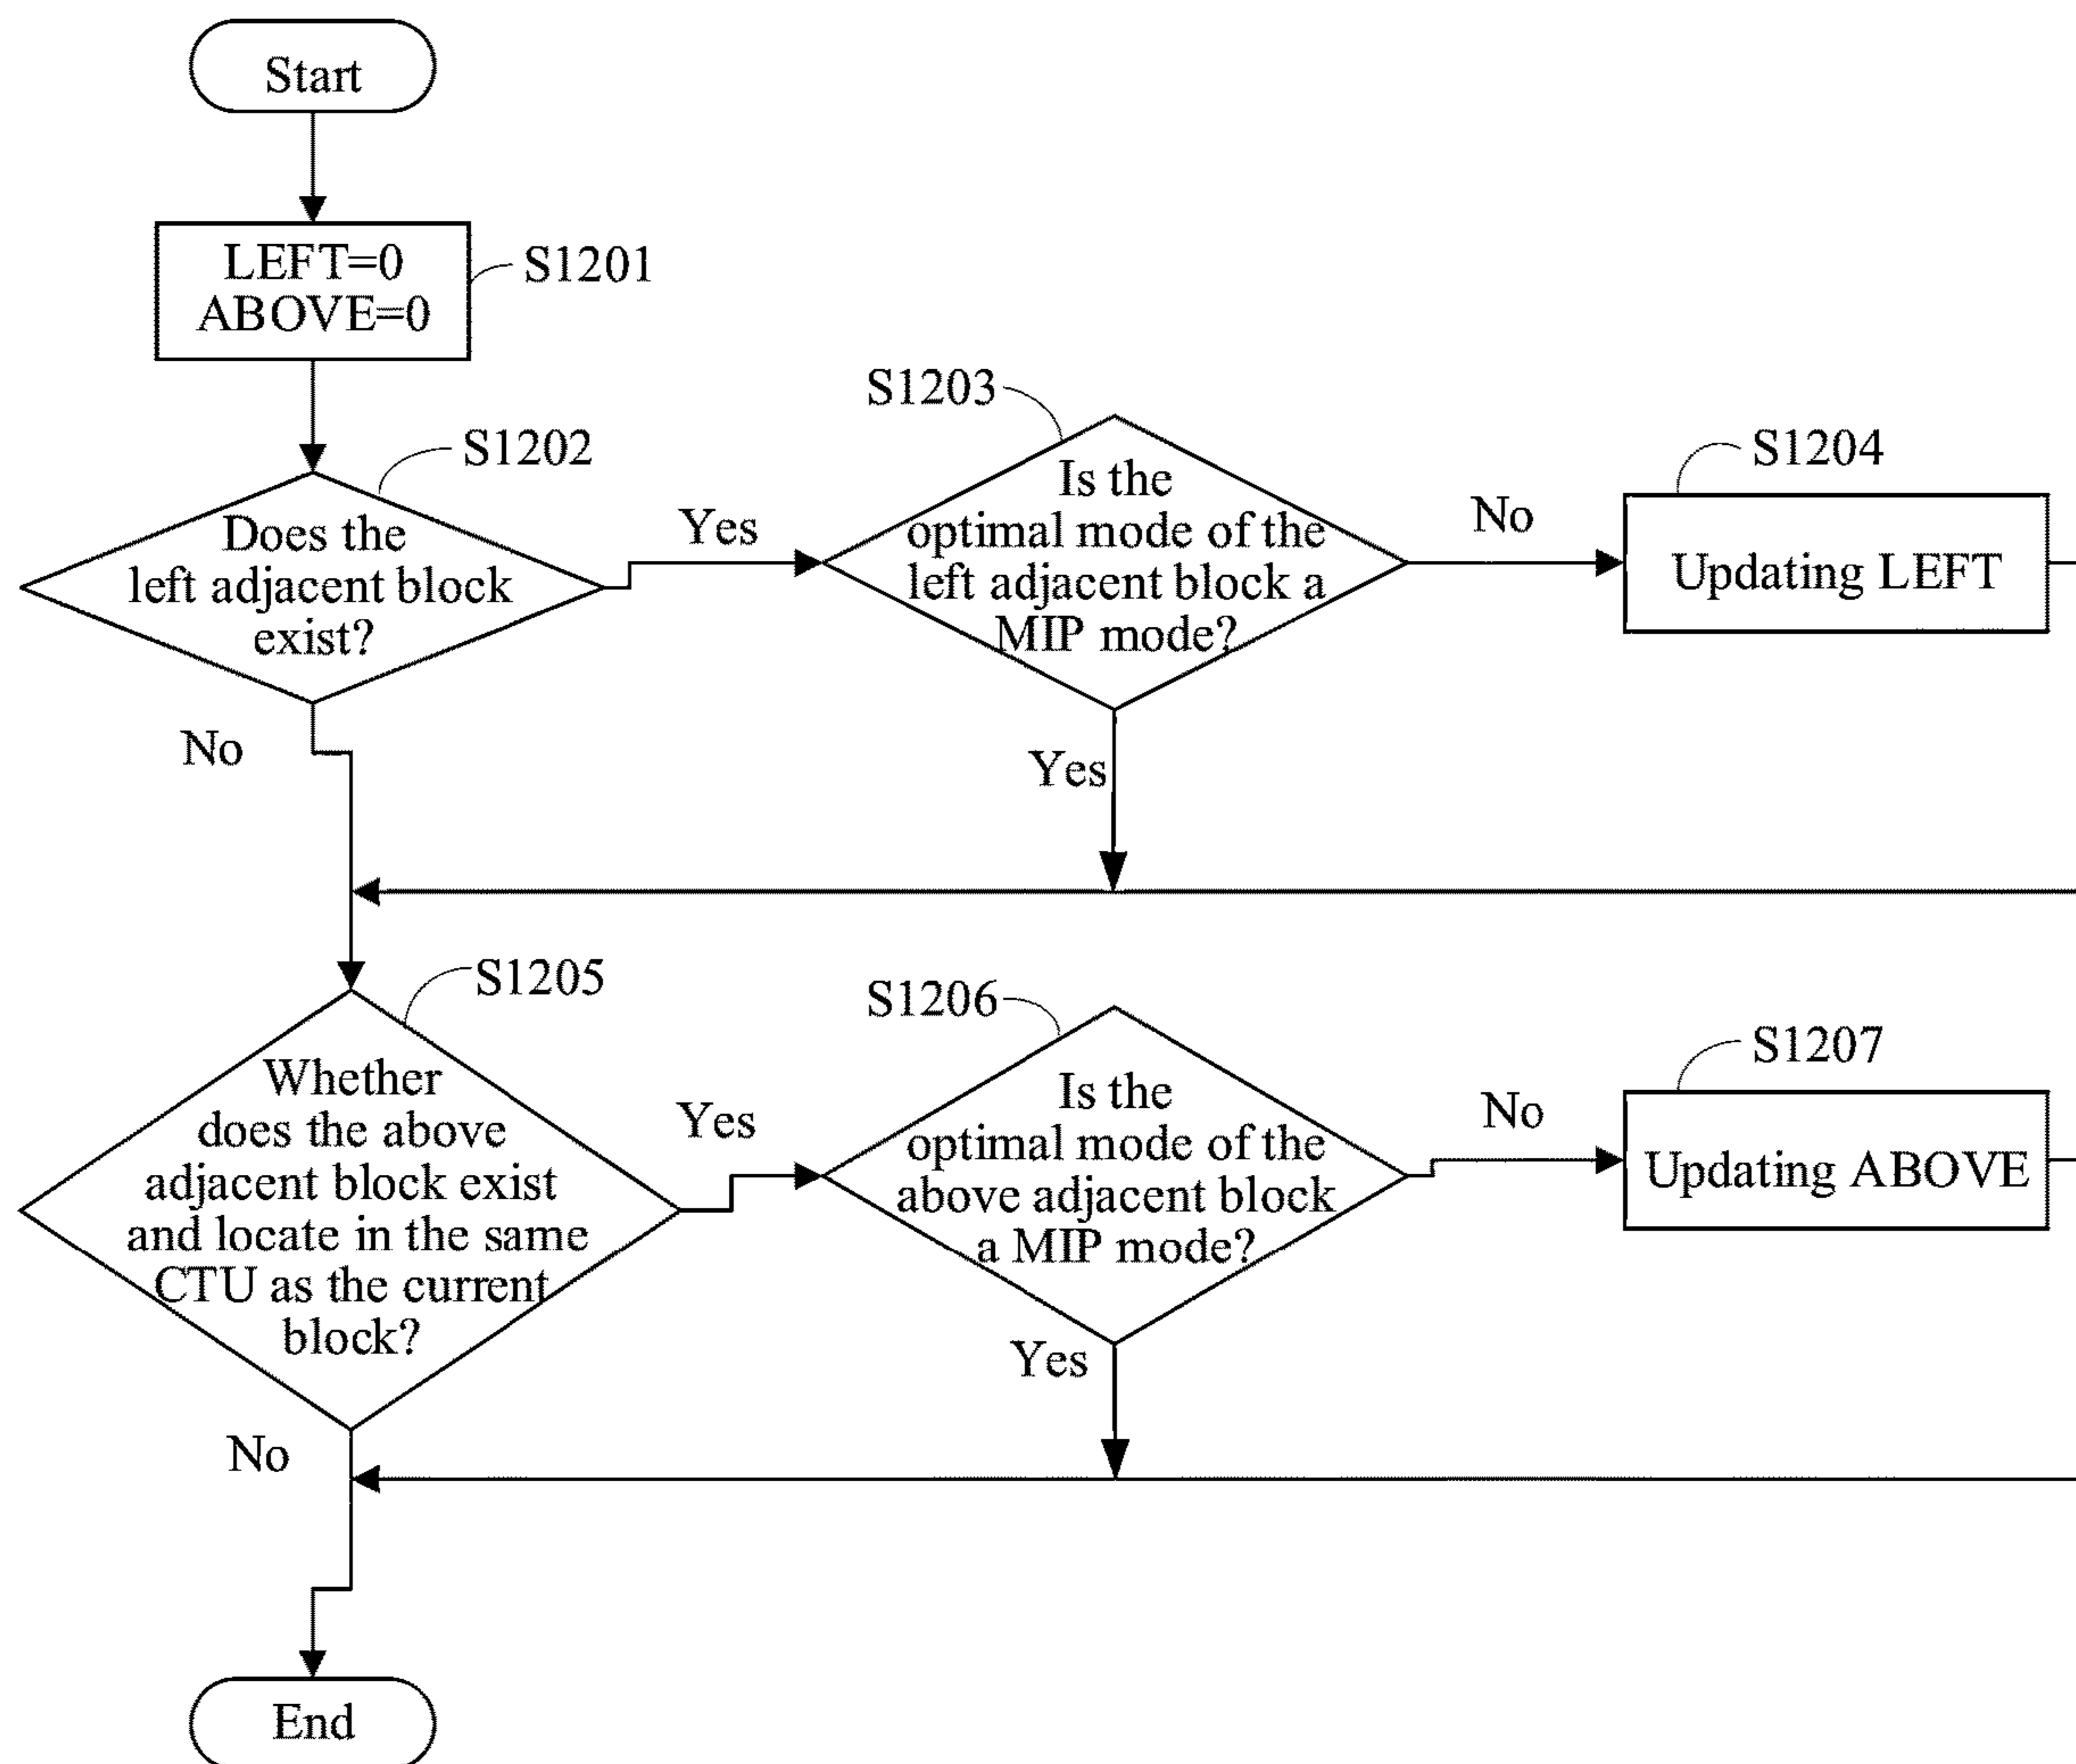 Start
LEFT=0
ABOVE=0
S1201
S1202
Does the
left adjacent block
exist?
Yes
No
S1203
Is the
optimal mode of the
left adjacent block a
MIP mode?
No
Yes
S1204
Updating LEFT
S1205
Whether
does the above
adjacent block exist
and locate in the same
CTU as the current
block?
Yes
No
S1206
Is the
optimal mode of the
above adjacent block
a MIP mode?
No
Yes
S1207
Updating ABOVE
End